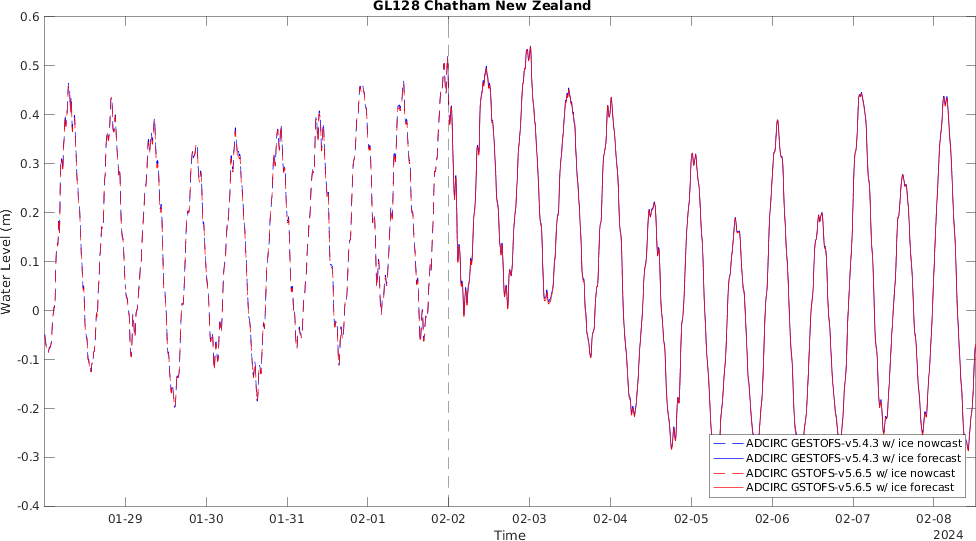 GL128 Chatham New Zealand
0.6
0.5
0.4
0.3
0.2
0.1
0
-0.1
-0.2
-0.3
-0.4
Water Level (m)
ADCIRC GESTOFS-v5.4.3 w/ ice nowcast
ADCIRC GESTOFS-v5.4.3 w/ ice forecast
ADCIRC GSTOFS-v5.6.5 w/ ice nowcast
ADCIRC GSTOFS-v5.6.5 w/ ice forecast
01-29 01-30 01-31 02-01 02-02 02-03 02-04 02-05 02-06 02-07 02-08
Time 2024